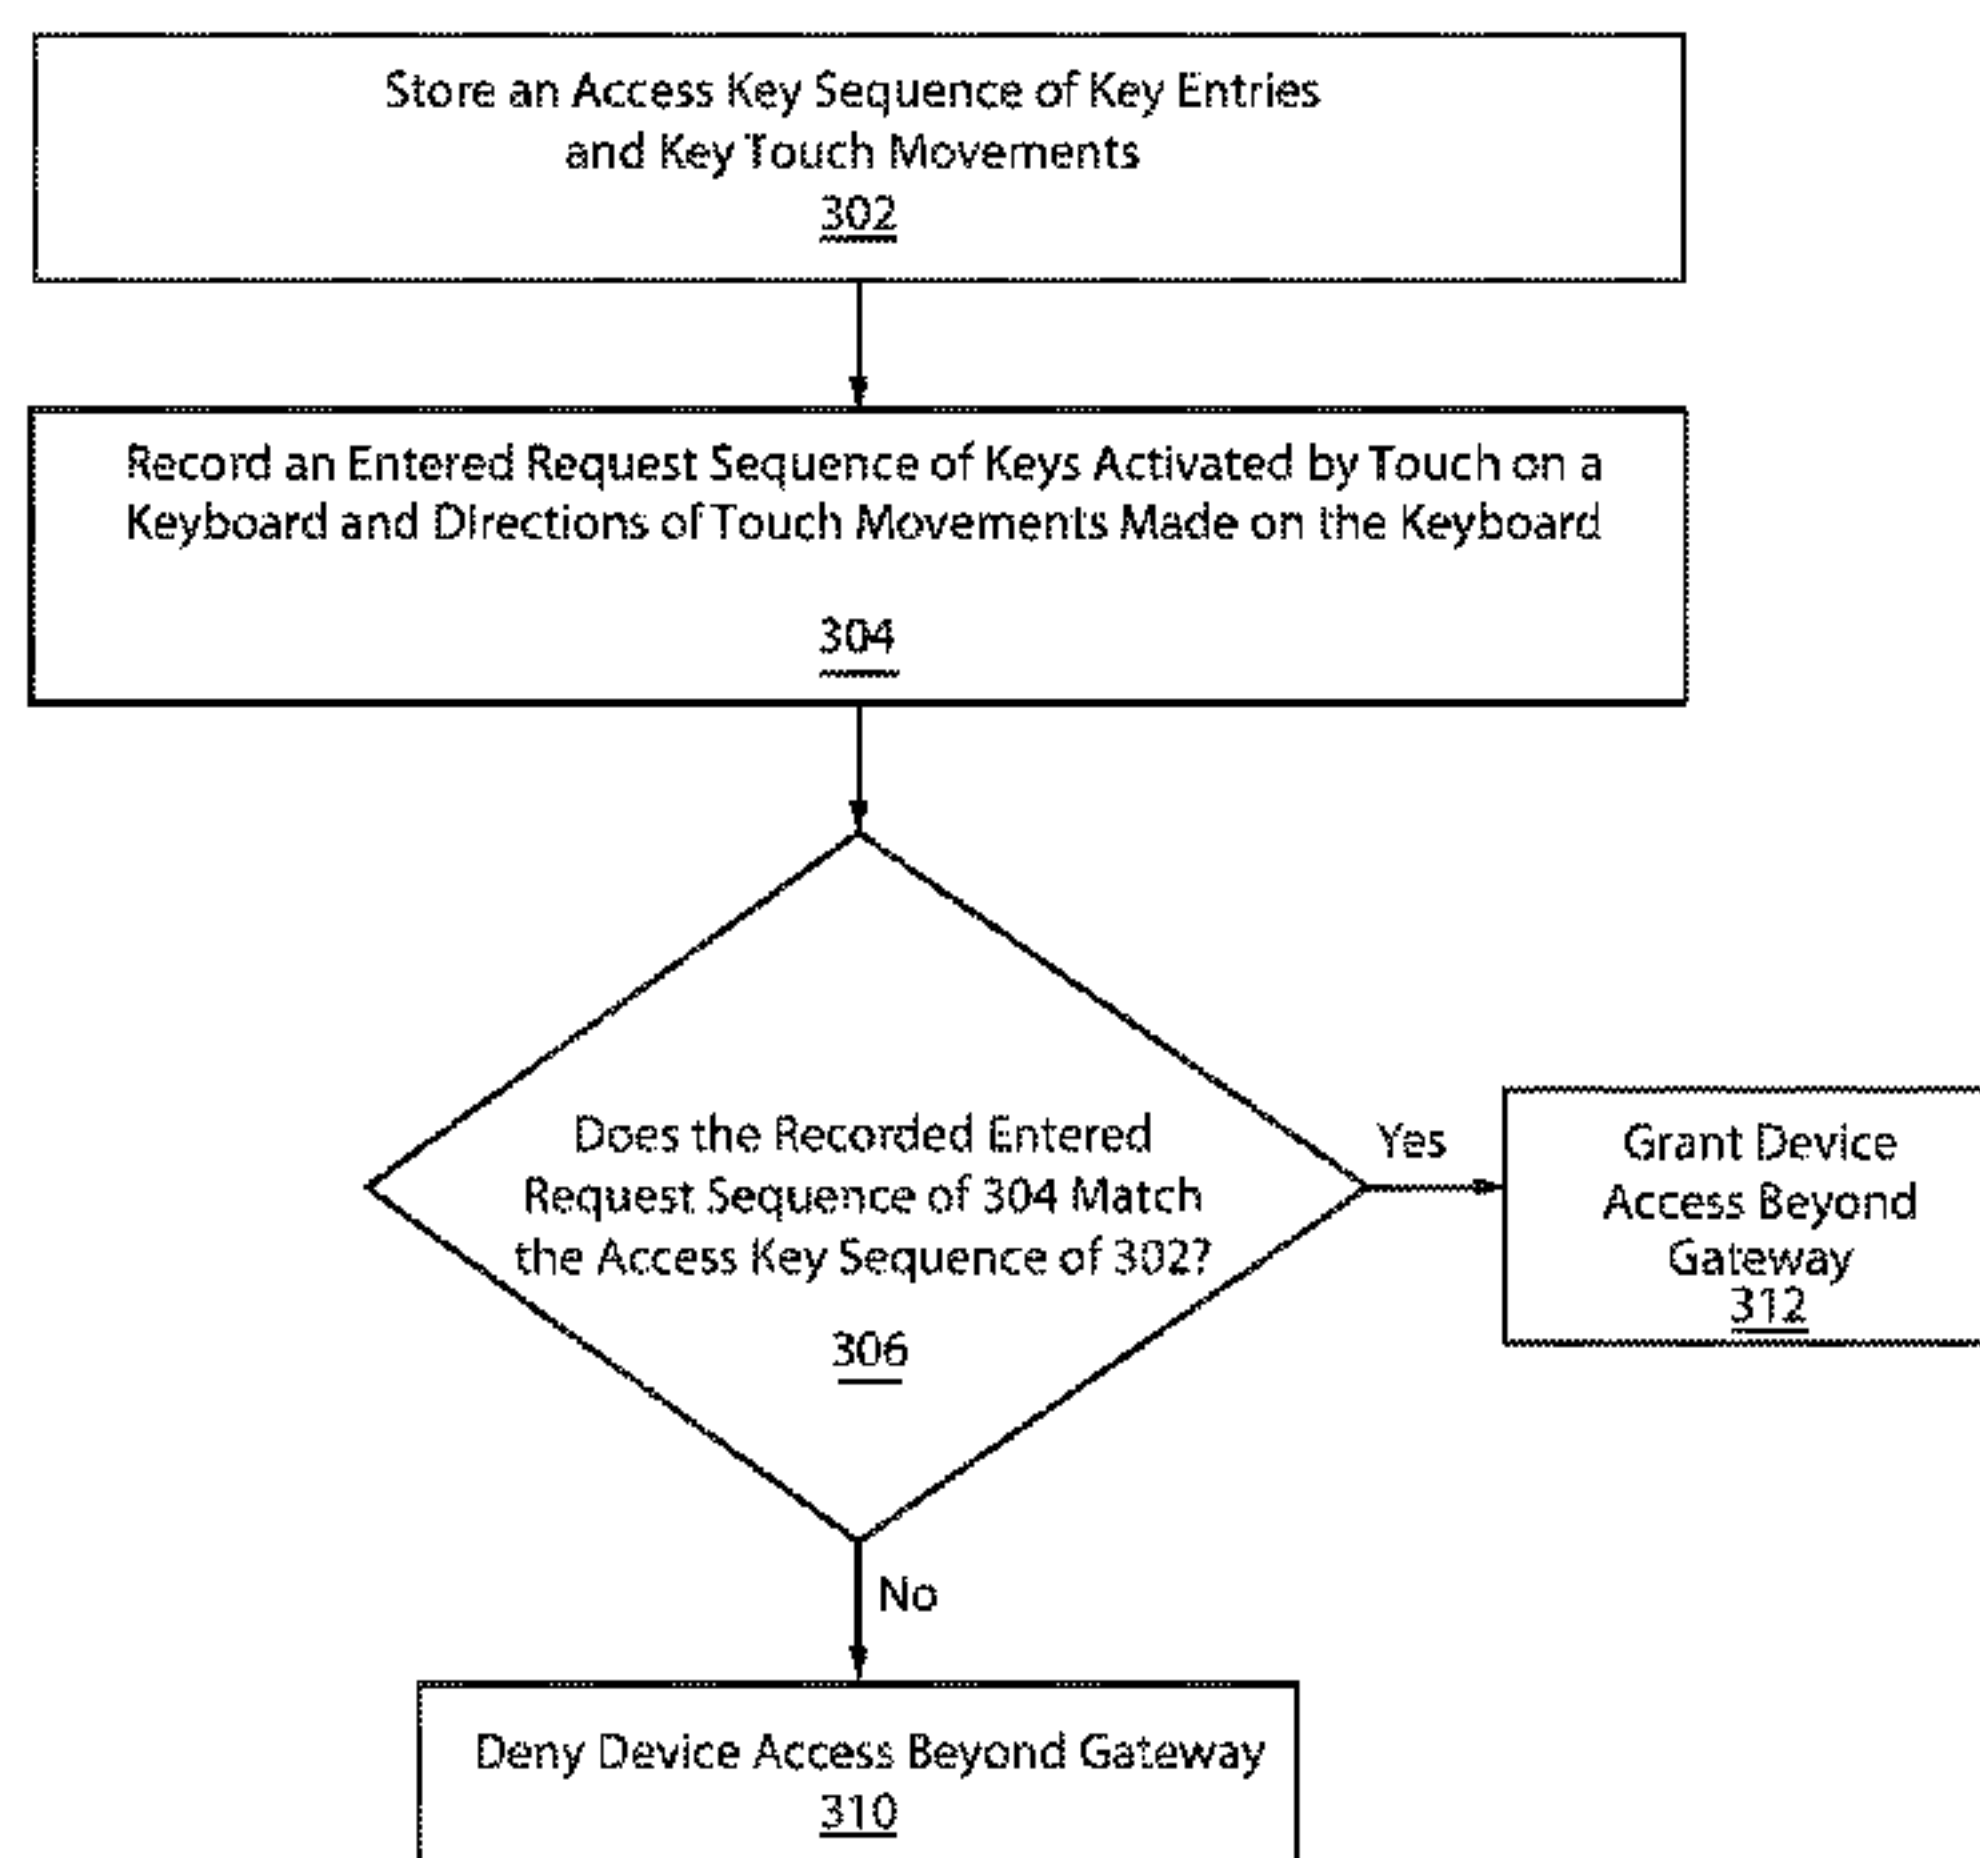 Store an Access Key Sequence of Key Entries
and Key Touch Movements
302
Record an Entered Request Sequence of Keys Activated by Touch on a
Keyboard and Directions of Touch Movements Made on the Keyboard
304
Does the Recorded Entered
Request Sequence of 304 Match
the Access Key Sequence of 302?
306
Yes
Grant Device
Access Beyond
Gateway
312
No
Deny Device Access Beyond Gateway
310